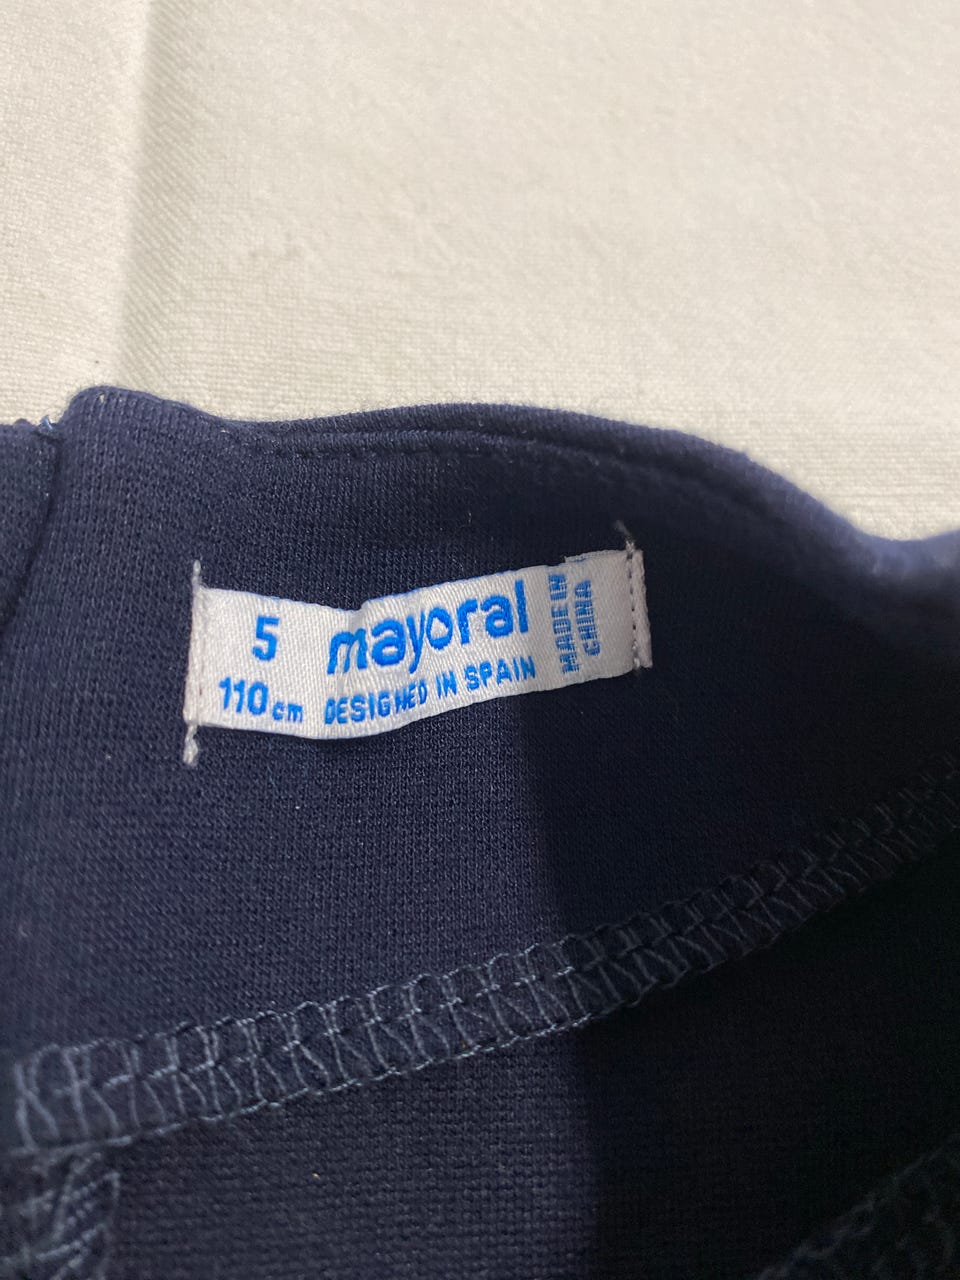 5
110cm
mayoral
DESIGNED IN SPAIN
MADE IN
CHINA